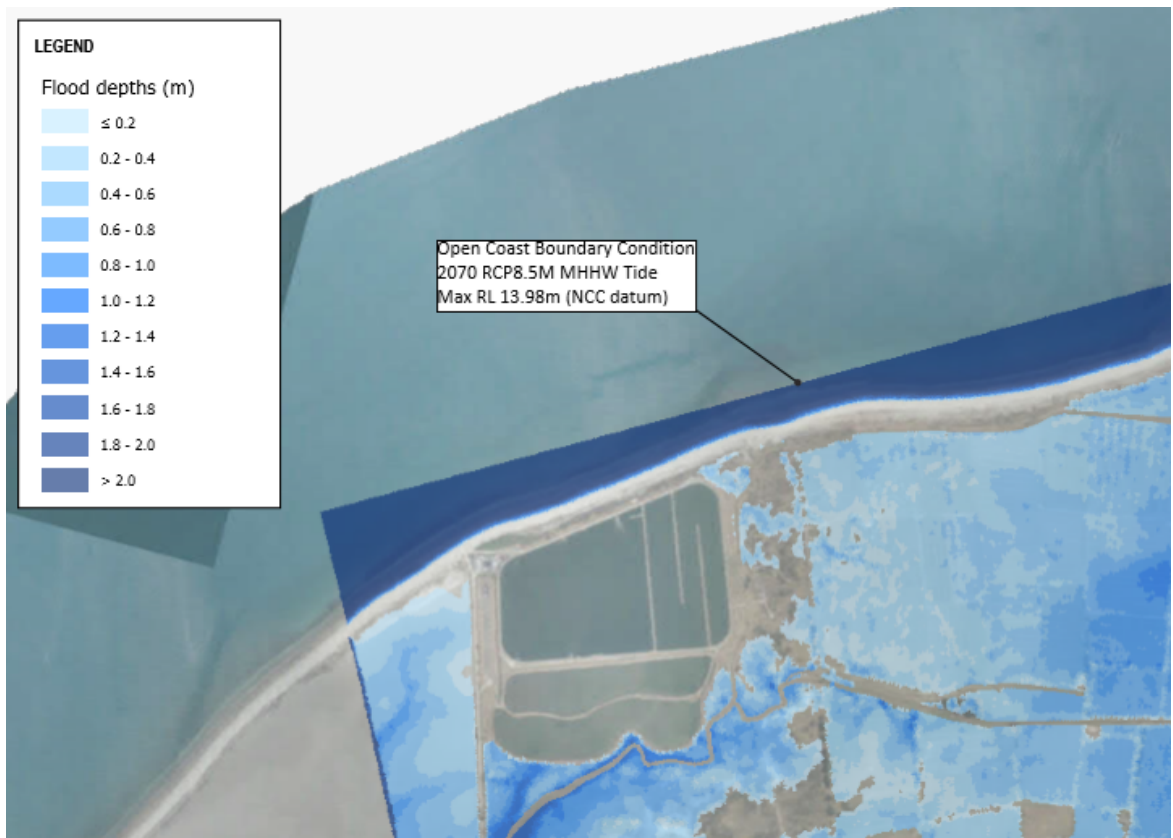 LEGEND
Flood depths (m)
≤ 0.2
0.2 - 0.4
0.4 - 0.6
0.6 - 0.8
0.8 - 1.0
1.0 - 1.2
1.2 - 1.4
1.4 - 1.6
1.6 - 1.8
1.8 - 2.0
> 2.0
Open Coast Boundary Condition
2070 RCP8.5M MHHW Tide
Max RL 13.98m (NCC datum)